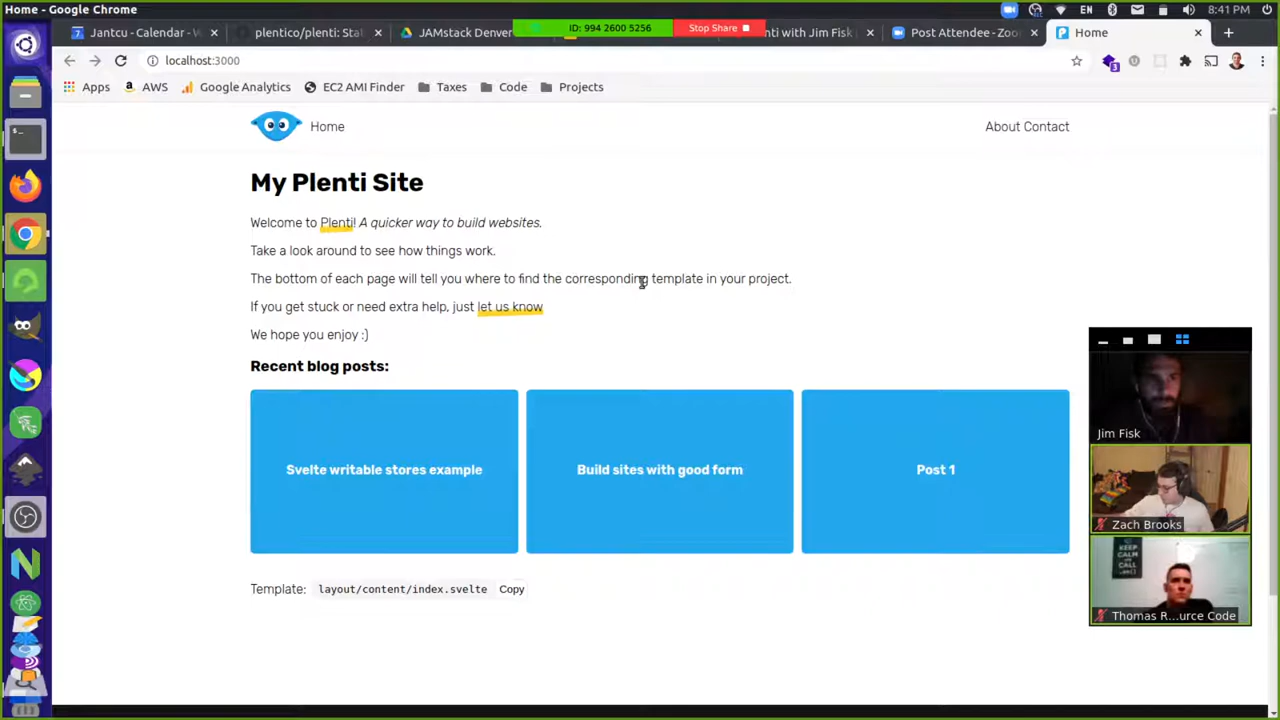 Home - Google Chrome
EN
8:41 PM
Jantcu - Calendar - W
plentico/plenti: Stat
JAMstack Denver
ID: 994 2600 5256
Stop Share
nti with Jim Fisk
Post Attendee - Zoo
Home
localhost:3000
3
Apps
AWS
Google Analytics
EC2 AMI Finder
Taxes
Code
Projects
Home
About Contact
My Plenti Site
Welcome to Plenti! A quicker way to build websites.
Take a look around to see how things work.
The bottom of each page will tell you where to find the corresponding template in your project.
If you get stuck or need extra help, just let us know
We hope you enjoy :)
Recent blog posts:
Svelte writable stores example
Build sites with good form
Post 1
Template: layout/content/index.svelte Copy
Jim Fisk
Zach Brooks
KEEP
CALM
AND
CALL
Thomas R...urce Code